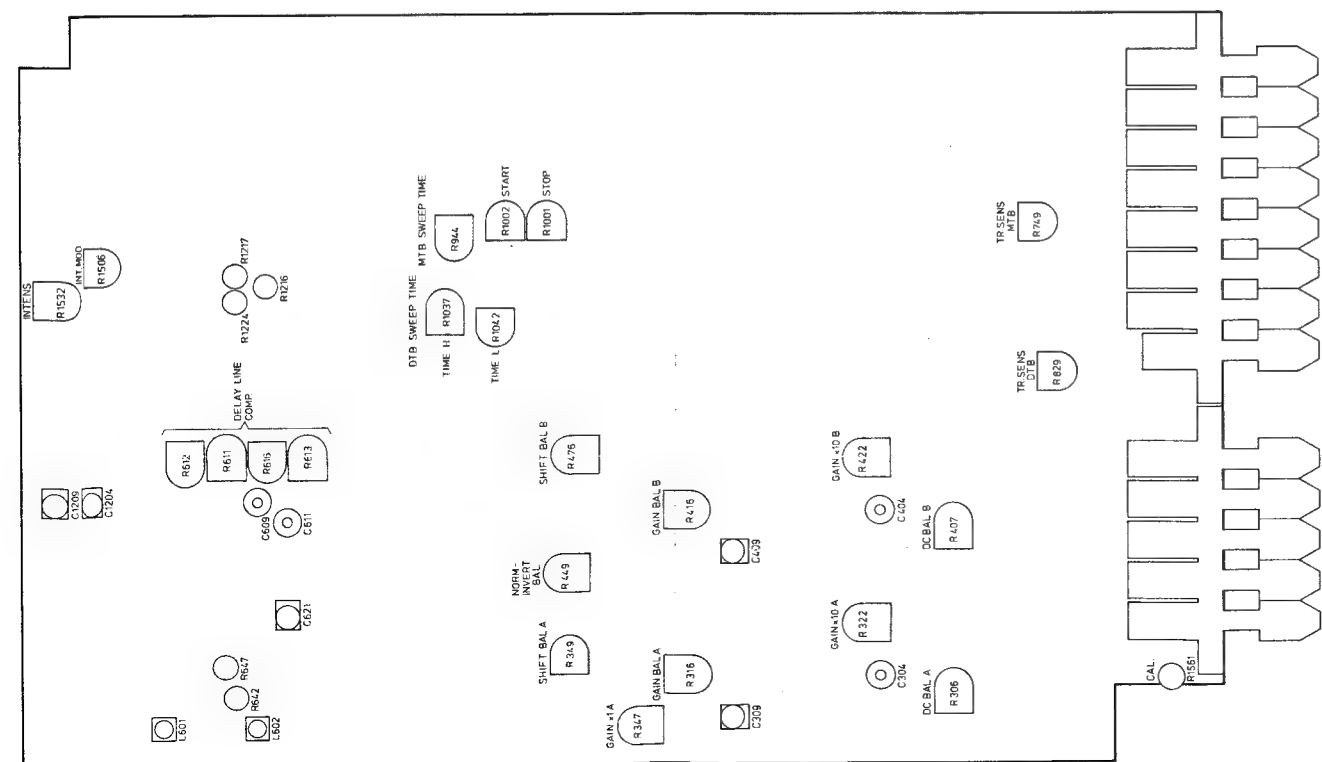 INTENS
R1532
INT.MOD
R1506
R1217
R1224
R1216
MTB SWEEP TIME
R944
START
R1002
STOP
R1001
DTB SWEEP TIME
TIME H
R1037
TIME L
R1042
TR.SENS
MTB
R749
TR.SENS
DTB
R829
DELAY LINE
COMP
R612
R611
R616
R613
C1209
C1204
C609
C611
SHIFT BAL B
R476
GAIN BAL B
R416
GAIN ×10 B
R422
C404
DC BAL B
R407
C409
NORM-
INVERT
BAL
R449
C621
R647
R642
L601
L602
SHIFT BAL A
R349
GAIN BAL A
R316
GAIN ×1 A
R347
C309
GAIN ×10 A
R322
C304
DC BAL A
R306
CAL.
R1561